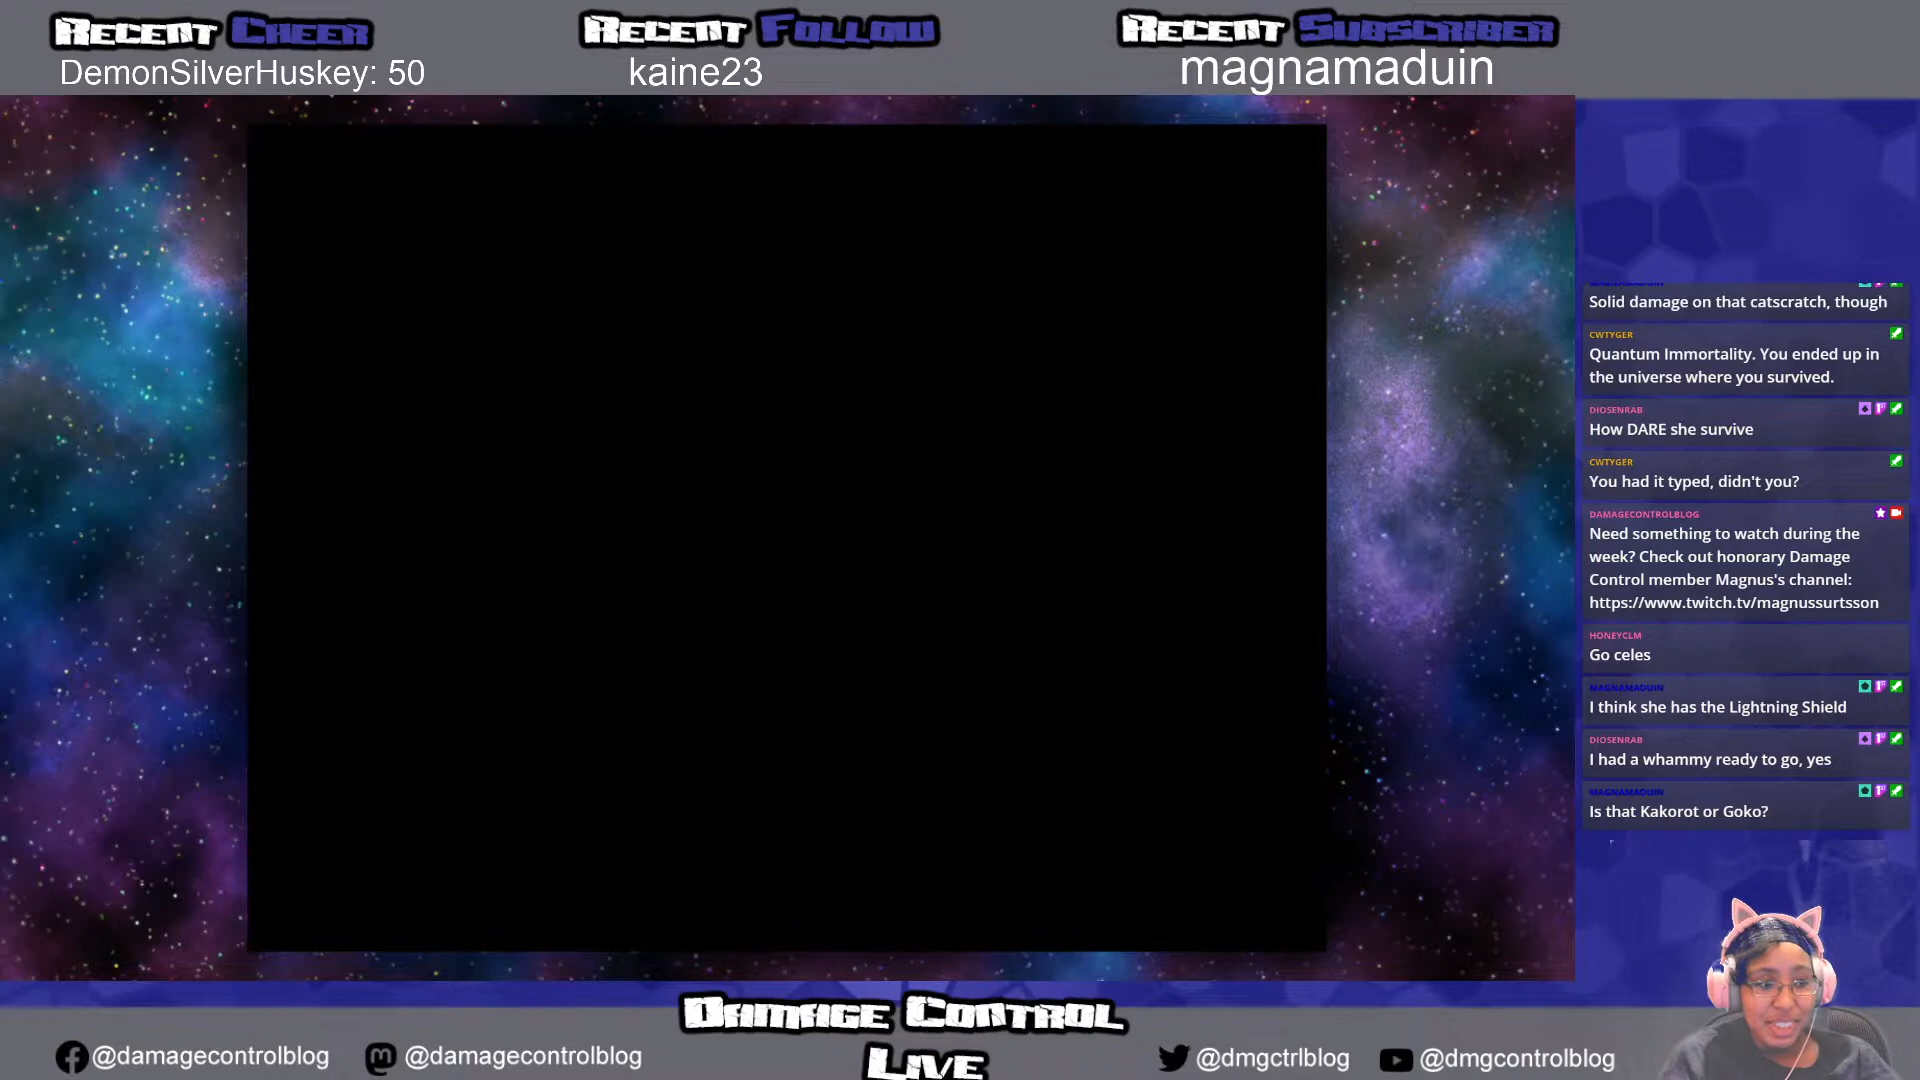 Recent Cheer
DemonSilverHuskey: 50
Recent Follow
kaine23
Recent Subscriber
magnamaduin
Solid damage on that catscratch, though
CWTYGER
Quantum Immortality. You ended up in
the universe where you survived.
DIOSENRAB
How DARE she survive
CWTYGER
You had it typed, didn't you?
DAMAGECONTROLBLOG
Need something to watch during the
week? Check out honorary Damage
Control member Magnus's channel:
https://www.twitch.tv/magnussurtsson
HONEYCLM
Go celes
MAGNAMADUIN
I think she has the Lightning Shield
DIOSENRAB
I had a whammy ready to go, yes
MAGNAMADUIN
Is that Kakorot or Goko?
Damage Control
Live
@damagecontrolblog
@damagecontrolblog
@dmgctrlblog
@dmgcontrolblog